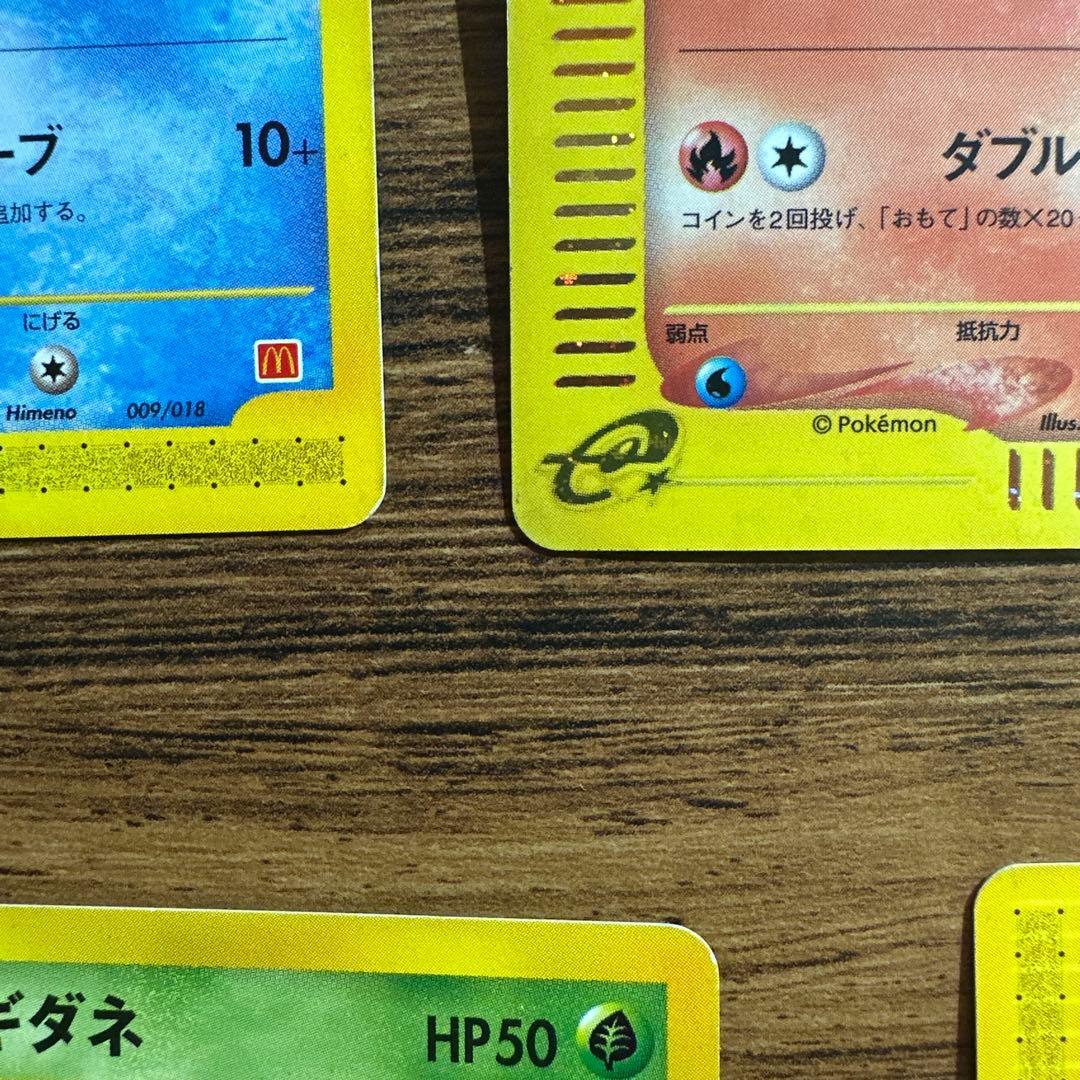 ーブ 10+
追加する。
にげる
Himeno 009/018
ダブル
コインを2回投げ、「おもて」の数×20
弱点 抵抗力
© Pokémon Illus.
ギダネ HP50